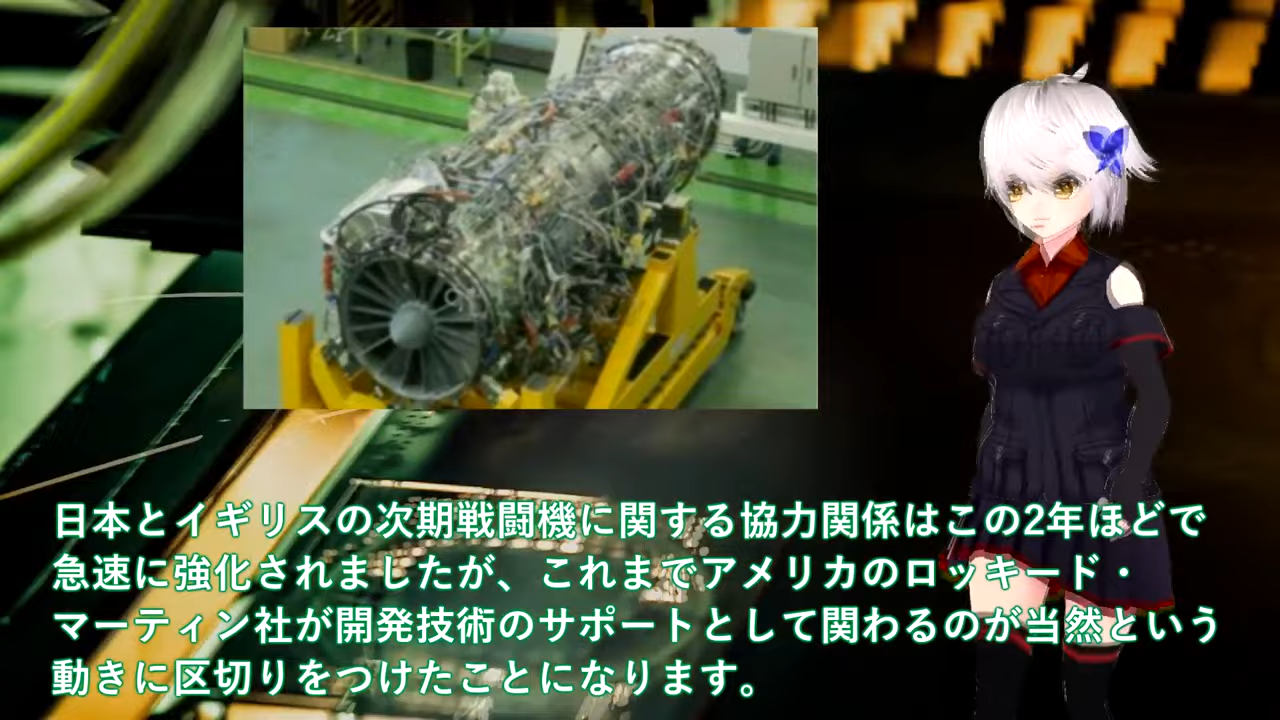 日本とイギリスの次期戦闘機に関する協力関係はこの2年ほどで
急速に強化されましたが、これまでアメリカのロッキード・
マーティン社が開発技術のサポートとして関わるのが当然という
動きに区切りをつけたことになります。